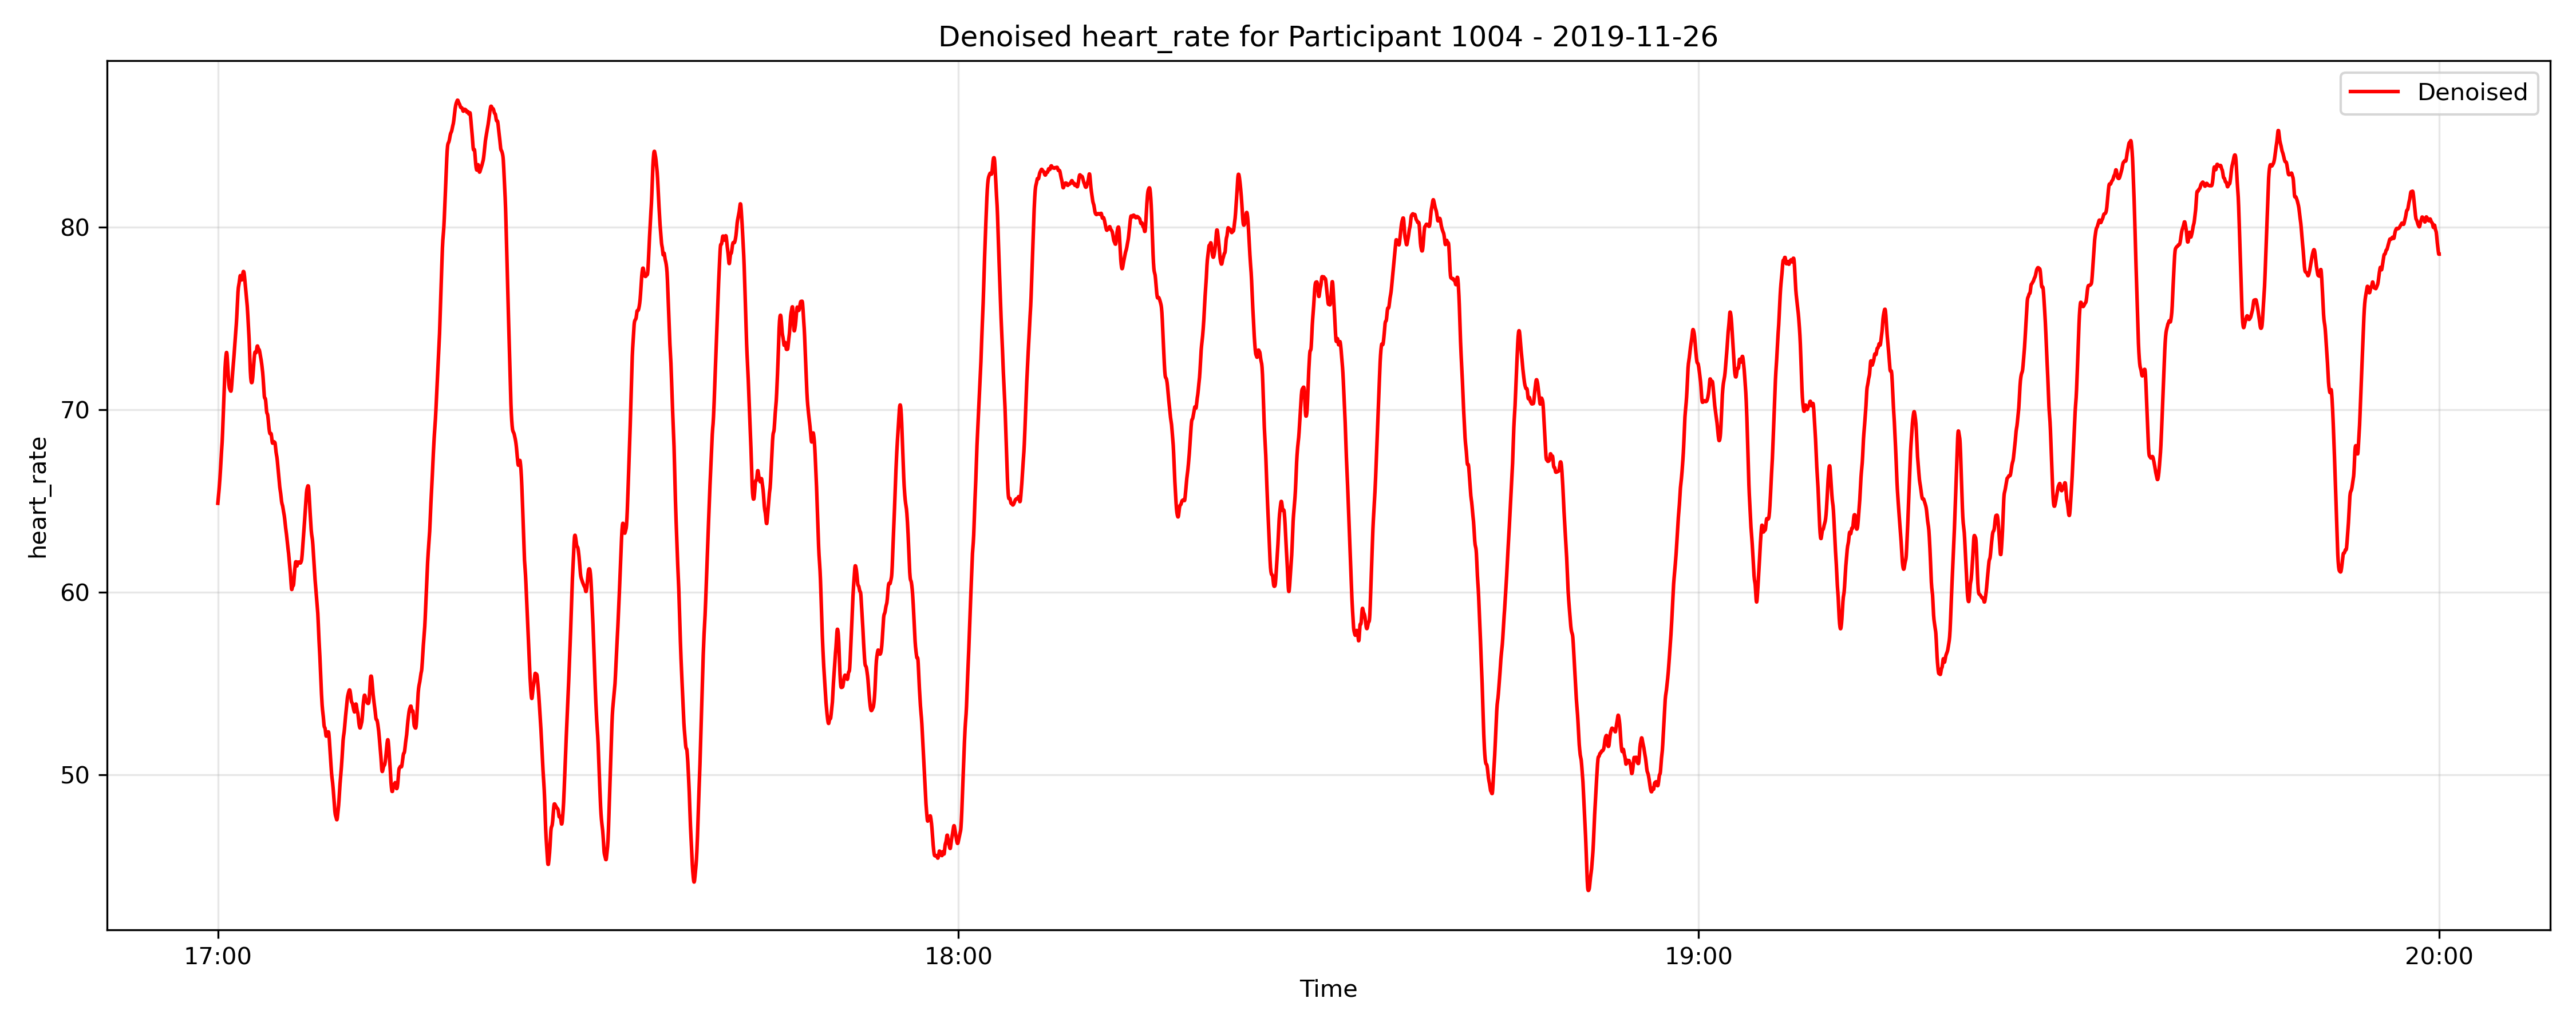 Denoised heart_rate for Participant 1004 - 2019-11-26
Denoised
heart_rate
80
70
60
50
17:00
18:00
19:00
20:00
Time